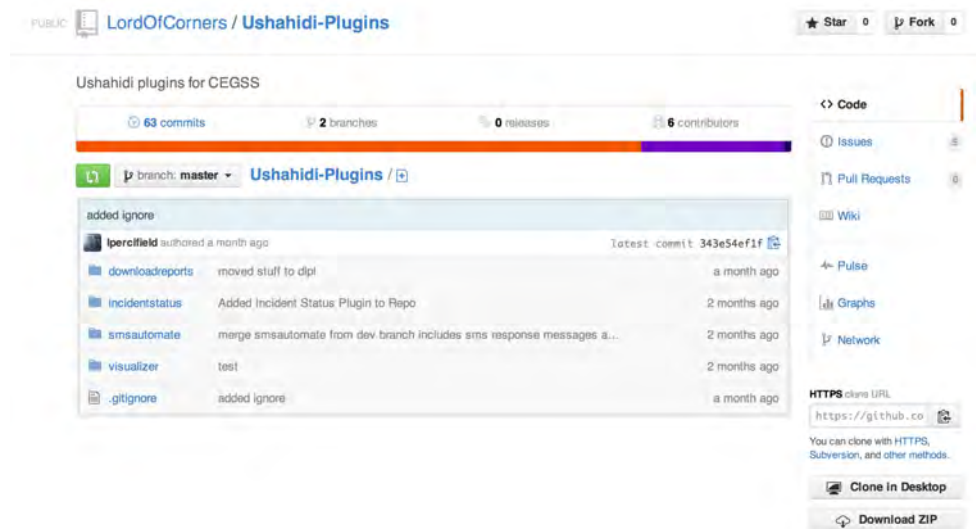 PUBLIC LordOfCorners / Ushahidi-Plugins
Star 0 Fork 0
Ushahidi plugins for CEGSS
63 commits 2 branches 0 releases 6 contributors
branch: master Ushahidi-Plugins /
added ignore
lpercifield authored a month ago latest commit 343e54ef1f
downloadreports moved stuff to dipl a month ago
incidentstatus Added Incident Status Plugin to Repo 2 months ago
smsautomate merge smsautomate from dev branch includes sms response messages a... 2 months ago
visualizer test 2 months ago
.gitignore added ignore a month ago
Code
Issues 5
Pull Requests 0
Wiki
Pulse
Graphs
Network
HTTPS clone URL
https://github.co
You can clone with HTTPS,
Subversion, and other methods.
Clone in Desktop
Download ZIP